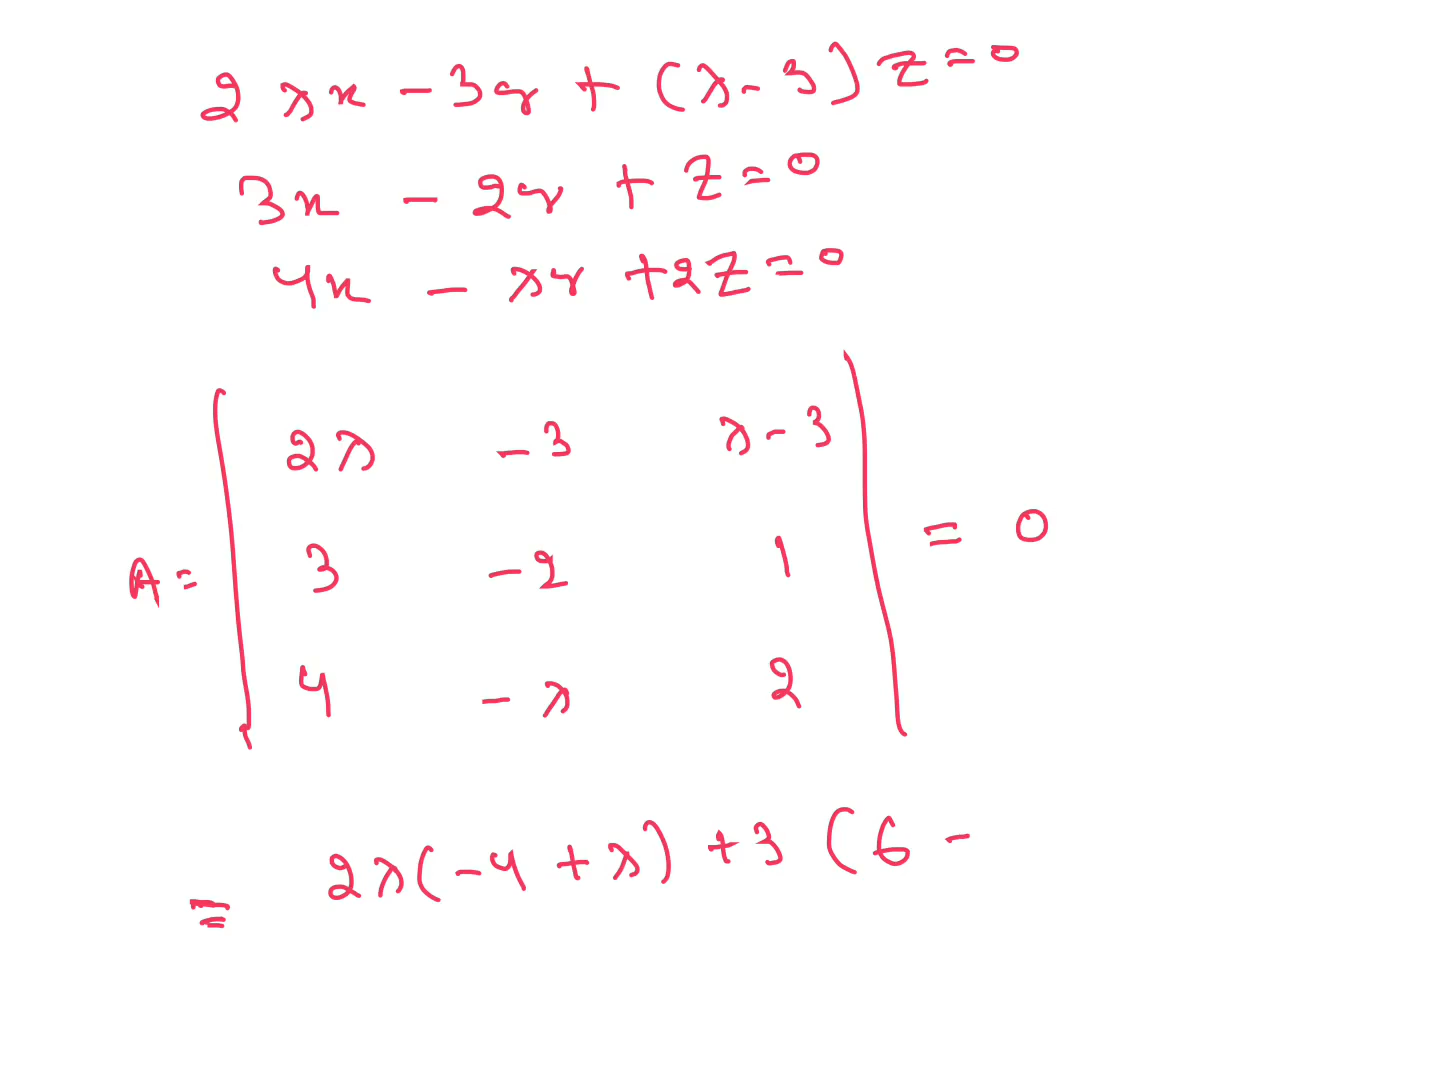 2λx - 3y + (λ - 3) z = 0
3x - 2y + z = 0
4x - λy + 2z = 0
2λ -3 λ-3
A = 3 -2 1 = 0
4 -λ 2
= 2λ(-4 + λ) + 3 (6 -